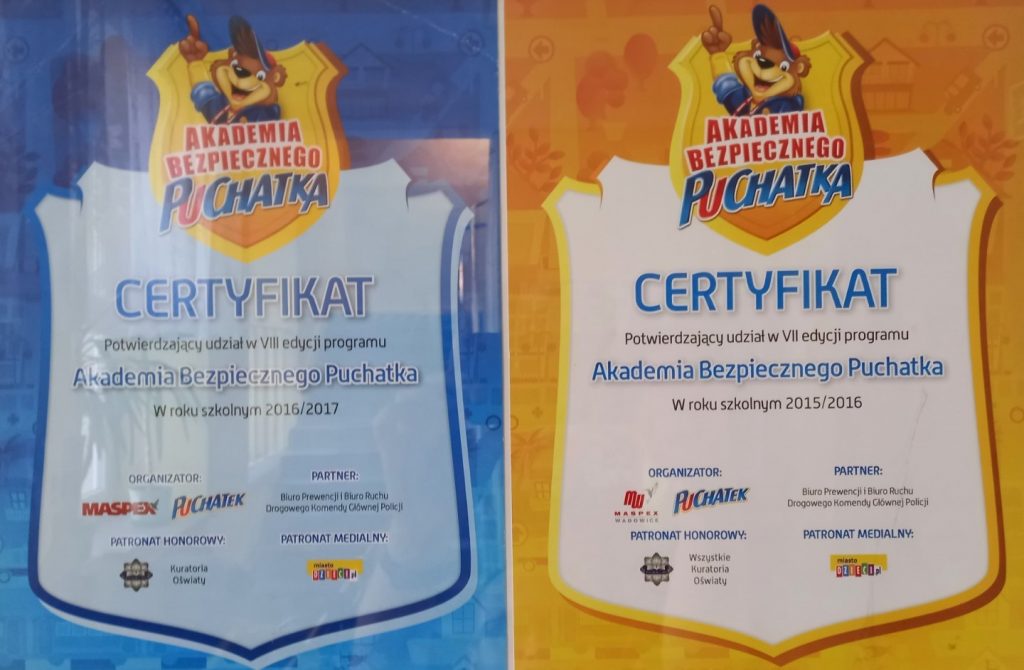 AKADEMIA
BEZPIECZNEGO
PUCHATKA
CERTYFIKAT
Potwierdzający udział w VIII edycji programu
Akademia Bezpiecznego Puchatka
W roku szkolnym 2016/2017
ORGANIZATOR:
MASPEX PUCHATEK
PARTNER:
Biuro Prewencji i Biuro Ruchu
Drogowego Komendy Głównej Policji
PATRONAT HONOROWY:
Kuratoria
Oświaty
PATRONAT MEDIALNY:
miasto
DZIECI.pl
AKADEMIA
BEZPIECZNEGO
PUCHATKA
CERTYFIKAT
Potwierdzający udział w VII edycji programu
Akademia Bezpiecznego Puchatka
W roku szkolnym 2015/2016
ORGANIZATOR:
MW
MASPEX
WADOWICE
PUCHATEK
PARTNER:
Biuro Prewencji i Biuro Ruchu
Drogowego Komendy Głównej Policji
PATRONAT HONOROWY:
Wszystkie
Kuratoria
Oświaty
PATRONAT MEDIALNY:
miasto
DZIECI.pl